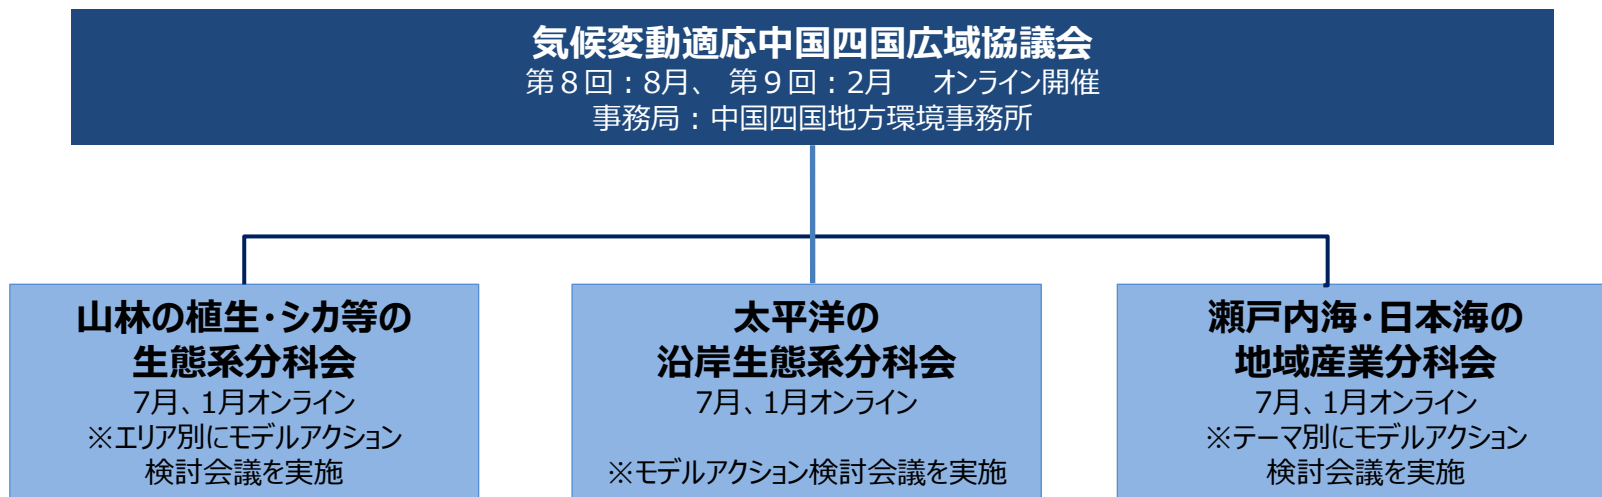 気候変動適応中国四国広域協議会
第８回：8月、 第９回：2月　 オンライン開催
事務局：中国四国地方環境事務所
山林の植生･シカ等の
生態系分科会
7月、1月オンライン
※エリア別にモデルアクション
検討会議を実施
太平洋の
沿岸生態系分科会
7月、1月オンライン
※モデルアクション検討会議を実施
瀬戸内海･日本海の
地域産業分科会
7月、1月オンライン
※テーマ別にモデルアクション
検討会議を実施